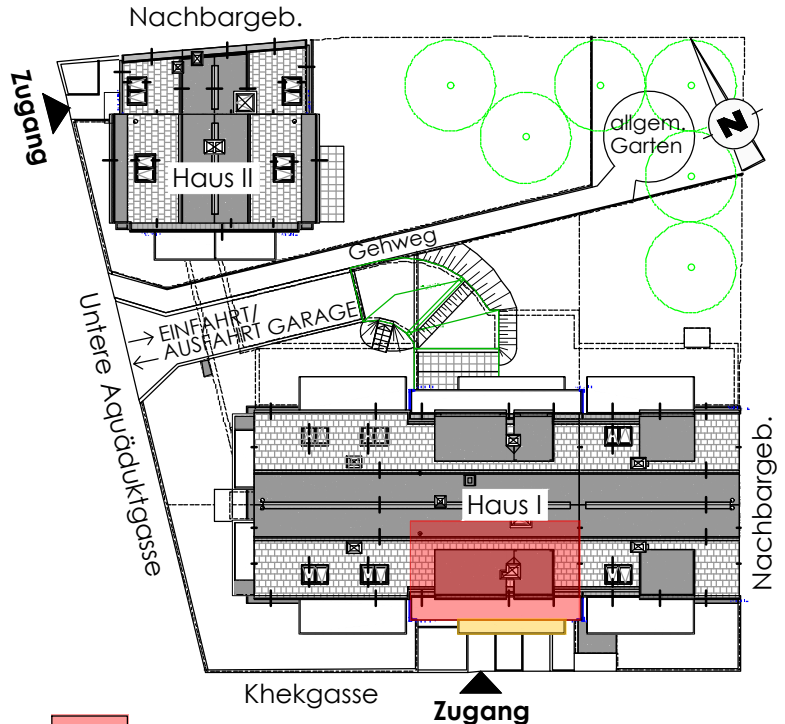 Nachbargeb.
Zugang
allgem.
Garten
N
Haus II
Gehweg
EINFAHRT/
AUSFAHRT GARAGE
Untere Aquäduktgasse
Haus I
Nachbargeb.
Khekgasse
Zugang